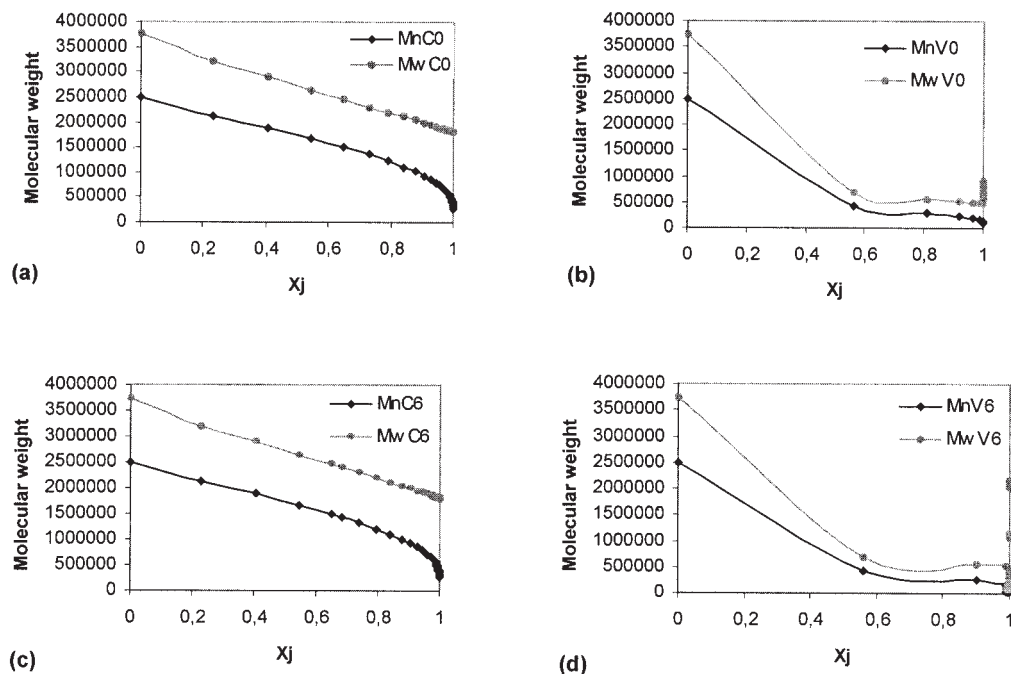 4000000
3500000
3000000
2500000
2000000
1500000
1000000
500000
0
Molecular weight
MnC0
Mw C0
0 0,2 0,4 0,6 0,8 1
Xj
(a)
4000000
3500000
3000000
2500000
2000000
1500000
1000000
500000
0
Molecular weight
MnV0
Mw V0
0 0,2 0,4 0,6 0,8 1
Xj
(b)
4000000
3500000
3000000
2500000
2000000
1500000
1000000
500000
0
Molecular weight
MnC6
Mw C6
0 0,2 0,4 0,6 0,8 1
Xj
(c)
4000000
3500000
3000000
2500000
2000000
1500000
1000000
500000
0
Molecular weight
MnV6
Mw V6
0 0,2 0,4 0,6 0,8 1
Xj
(d)